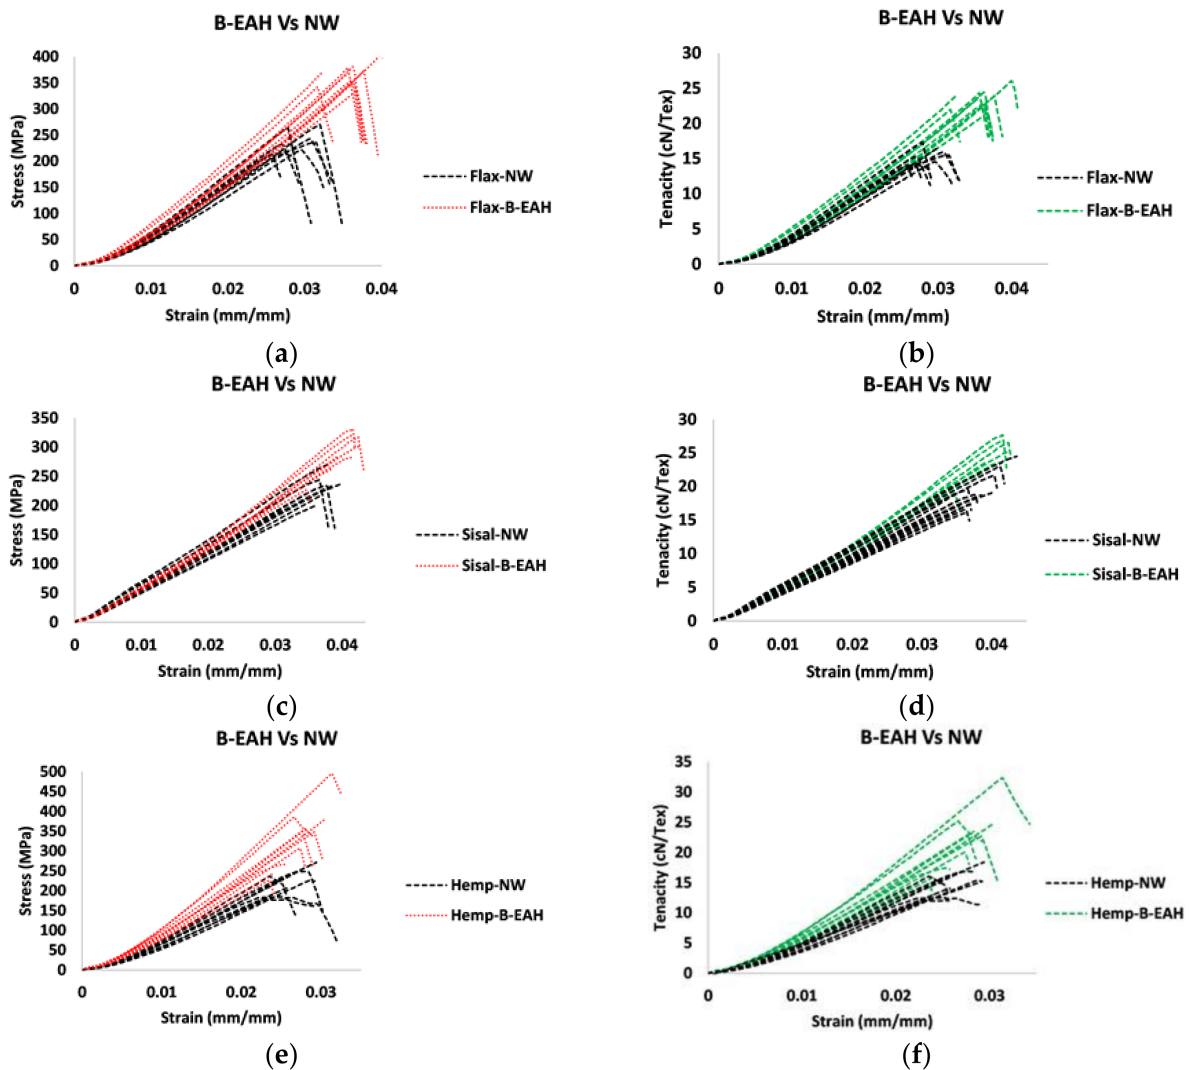 B-EAH Vs NW
Stress (MPa)
400
350
300
250
200
150
100
50
0
0 0.01 0.02 0.03 0.04
Strain (mm/mm)
Flax-NW
Flax-B-EAH
(a)
B-EAH Vs NW
Tenacity (cN/Tex)
30
25
20
15
10
5
0
0 0.01 0.02 0.03 0.04
Strain (mm/mm)
Flax-NW
Flax-B-EAH
(b)
B-EAH Vs NW
Stress (MPa)
350
300
250
200
150
100
50
0
0 0.01 0.02 0.03 0.04
Strain (mm/mm)
Sisal-NW
Sisal-B-EAH
(c)
B-EAH Vs NW
Tenacity (cN/Tex)
30
25
20
15
10
5
0
0 0.01 0.02 0.03 0.04
Strain (mm/mm)
Sisal-NW
Sisal-B-EAH
(d)
B-EAH Vs NW
Stress (MPa)
500
450
400
350
300
250
200
150
100
50
0
0 0.01 0.02 0.03
Strain (mm/mm)
Hemp-NW
Hemp-B-EAH
(e)
B-EAH Vs NW
Tenacity (cN/Tex)
35
30
25
20
15
10
5
0
0 0.01 0.02 0.03
Strain (mm/mm)
Hemp-NW
Hemp-B-EAH
(f)